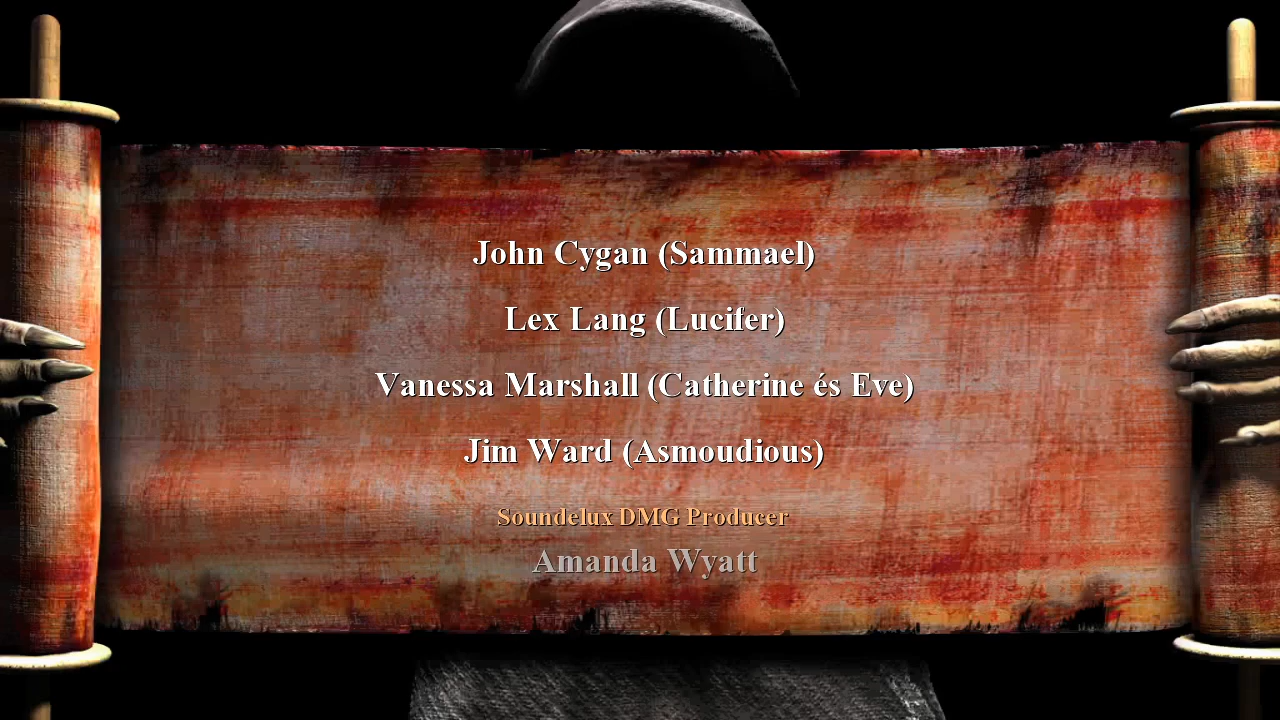 John Cygan (Sammael)
Lex Lang (Lucifer)
Vanessa Marshall (Catherine és Eve)
Jim Ward (Asmoudious)
Soundelux DMG Producer
Amanda Wyatt